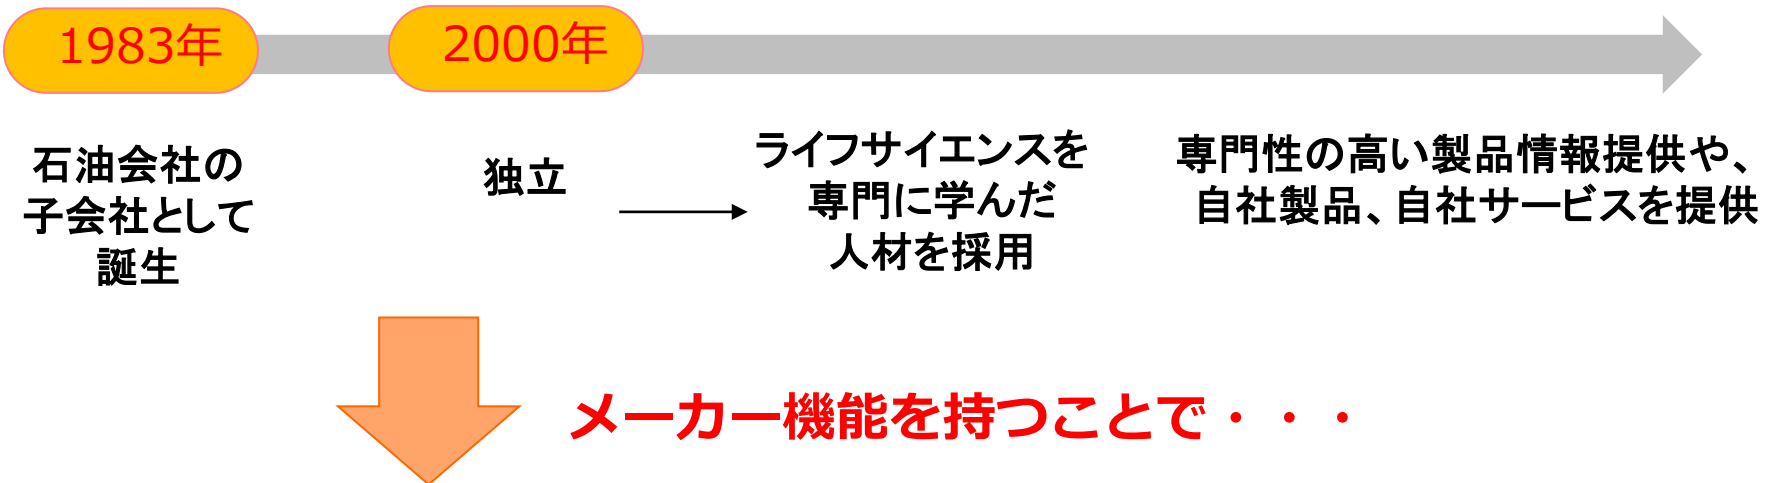 1983年
2000年
石油会社の
子会社として
誕生
独立
ライフサイエンスを
専門に学んだ
人材を採用
専門性の高い製品情報提供や、
自社製品、自社サービスを提供
メーカー機能を持つことで・・・